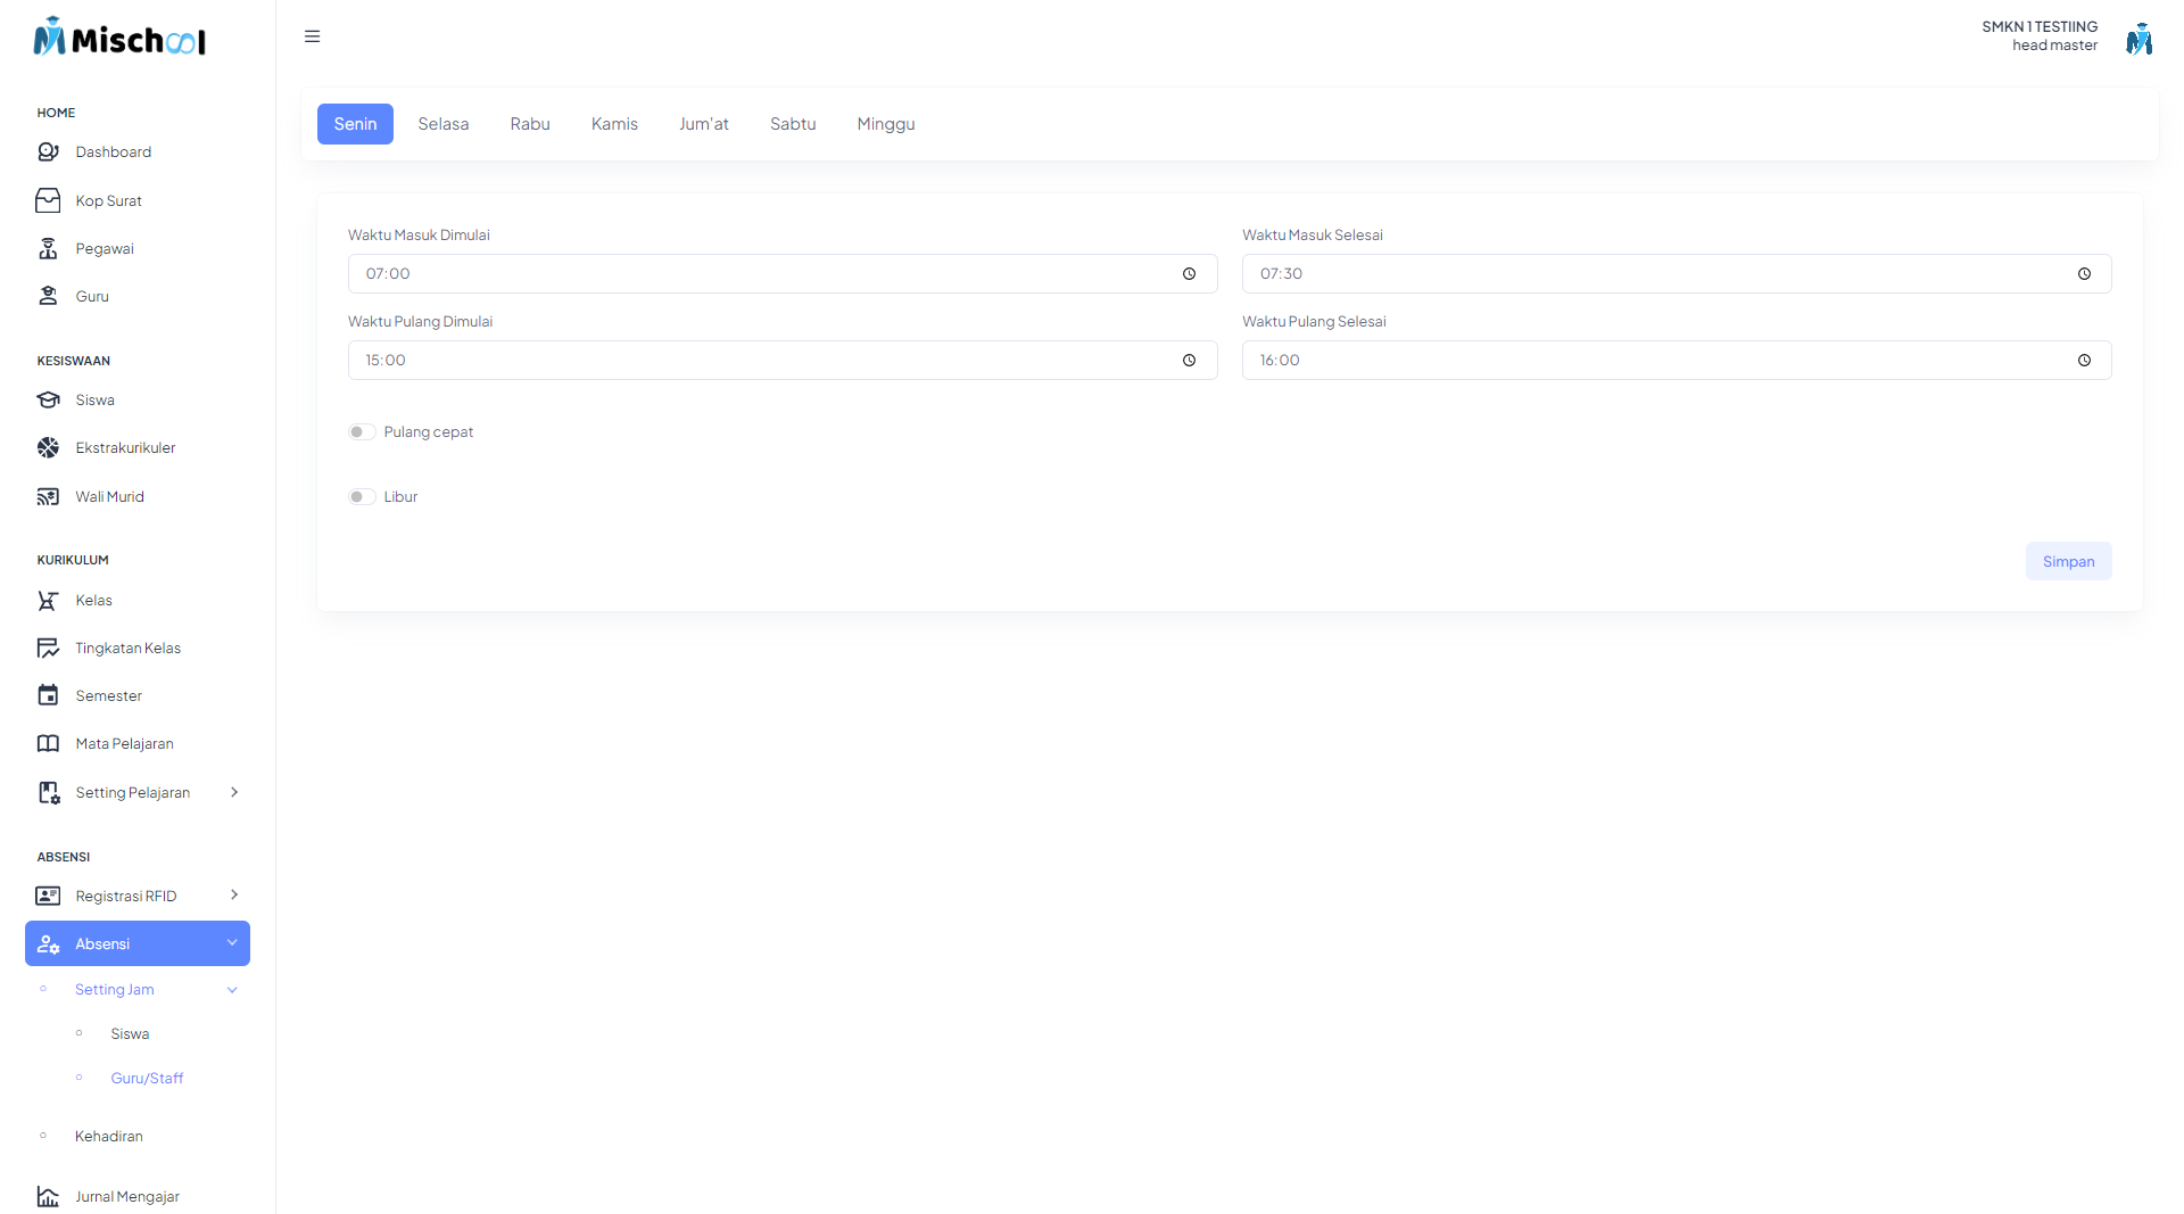 Mischool
SMKN 1 TESTIING
head master
HOME
Dashboard
Kop Surat
Pegawai
Guru
KESISWAAN
Siswa
Ekstrakurikuler
Wali Murid
KURIKULUM
Kelas
Tingkatan Kelas
Semester
Mata Pelajaran
Setting Pelajaran
ABSENSI
Registrasi RFID
Absensi
Setting Jam
Siswa
Guru/Staff
Kehadiran
Jurnal Mengajar
Senin Selasa Rabu Kamis Jum'at Sabtu Minggu
Waktu Masuk Dimulai Waktu Masuk Selesai
07:00 07:30
Waktu Pulang Dimulai Waktu Pulang Selesai
15:00 16:00
Pulang cepat
Libur
Simpan